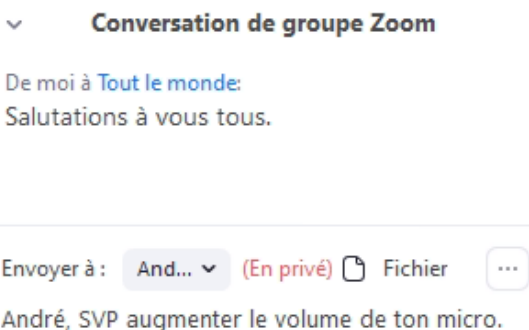 Conversation de groupe Zoom
De moi à Tout le monde:
Salutations à vous tous.
Envoyer à : And... (En privé) Fichier ...
André, SVP augmenter le volume de ton micro.